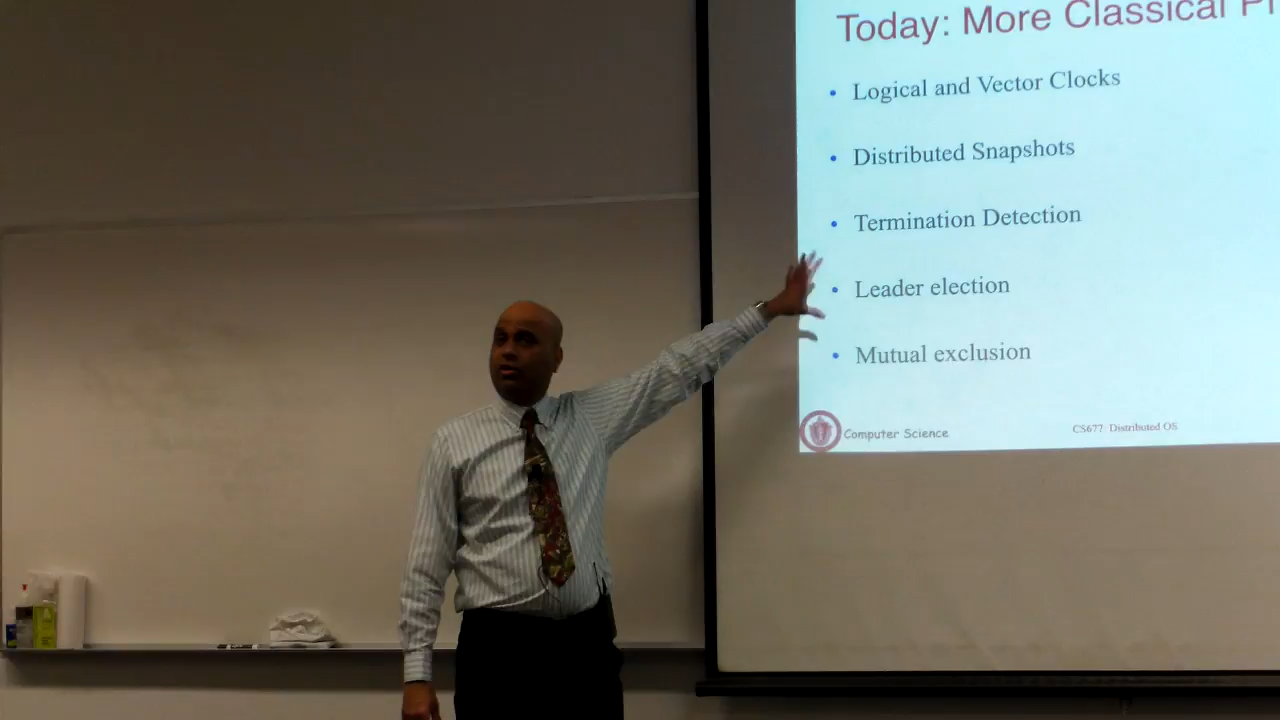 Today: More Classical
• Logical and Vector Clocks
• Distributed Snapshots
• Termination Detection
• Leader election
• Mutual exclusion
Computer Science
CS677: Distributed OS